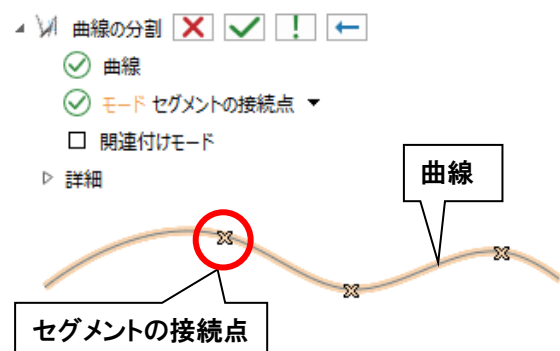 曲線の分割
曲線
モード セグメントの接続点
関連付けモード
詳細
曲線
セグメントの接続点